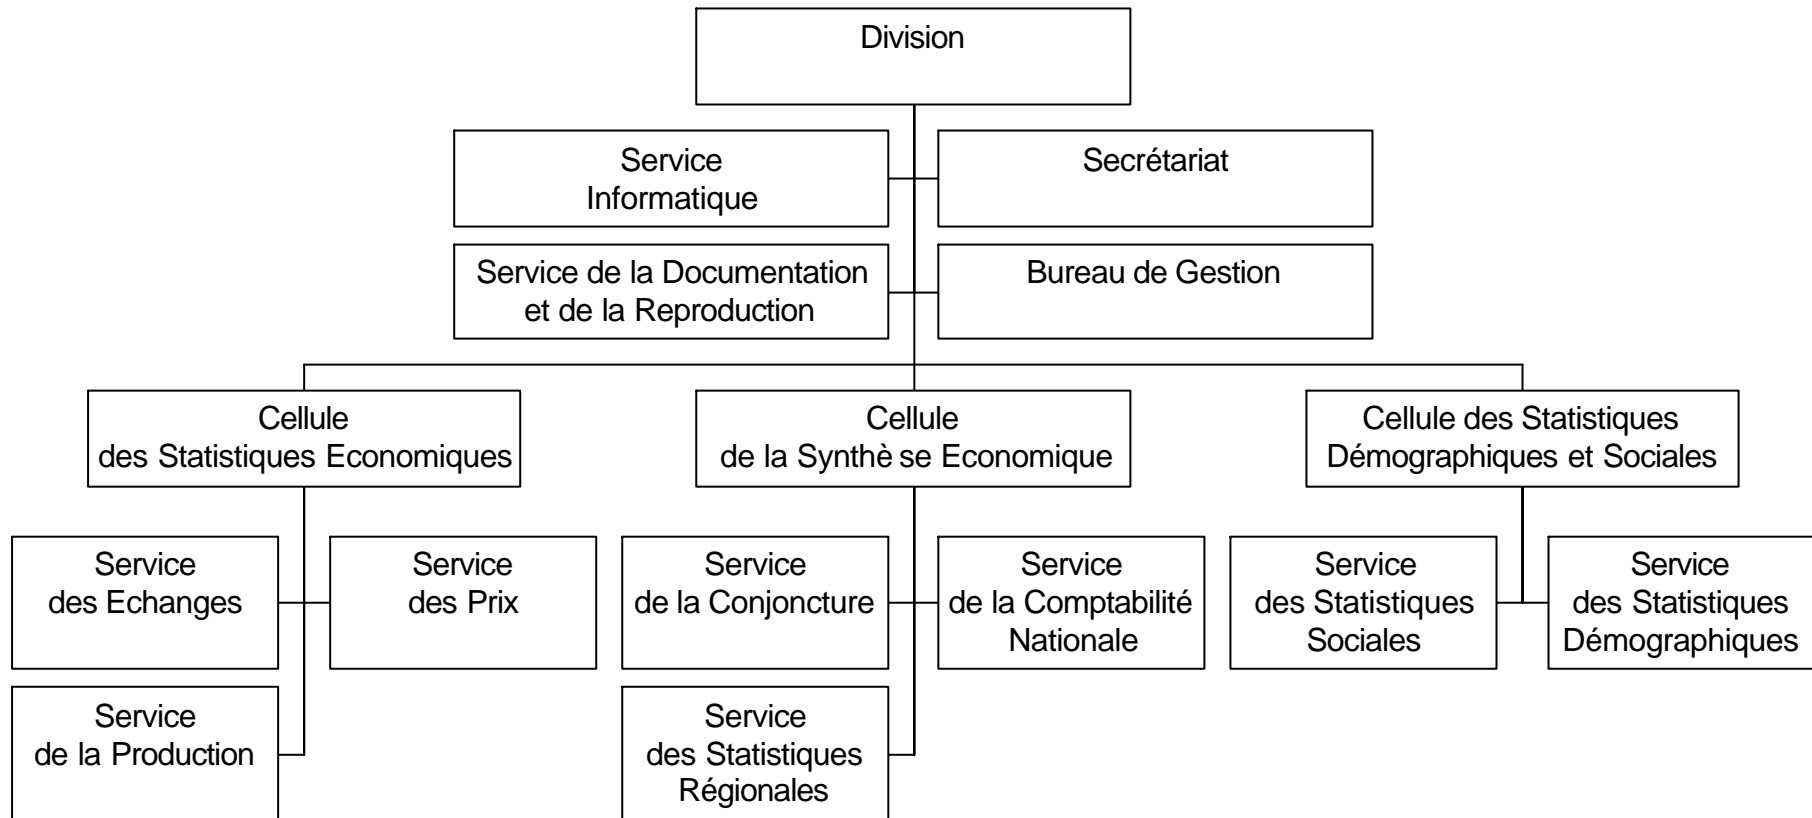 Division
Service
Informatique
Secrétariat
Service de la Documentation
et de la Reproduction
Bureau de Gestion
Cellule
des Statistiques Economiques
Cellule
de la Synthè se Economique
Cellule des Statistiques
Démographiques et Sociales
Service
des Echanges
Service
des Prix
Service
de la Conjoncture
Service
de la Comptabilité
Nationale
Service
des Statistiques
Sociales
Service
des Statistiques
Démographiques
Service
de la Production
Service
des Statistiques
Régionales